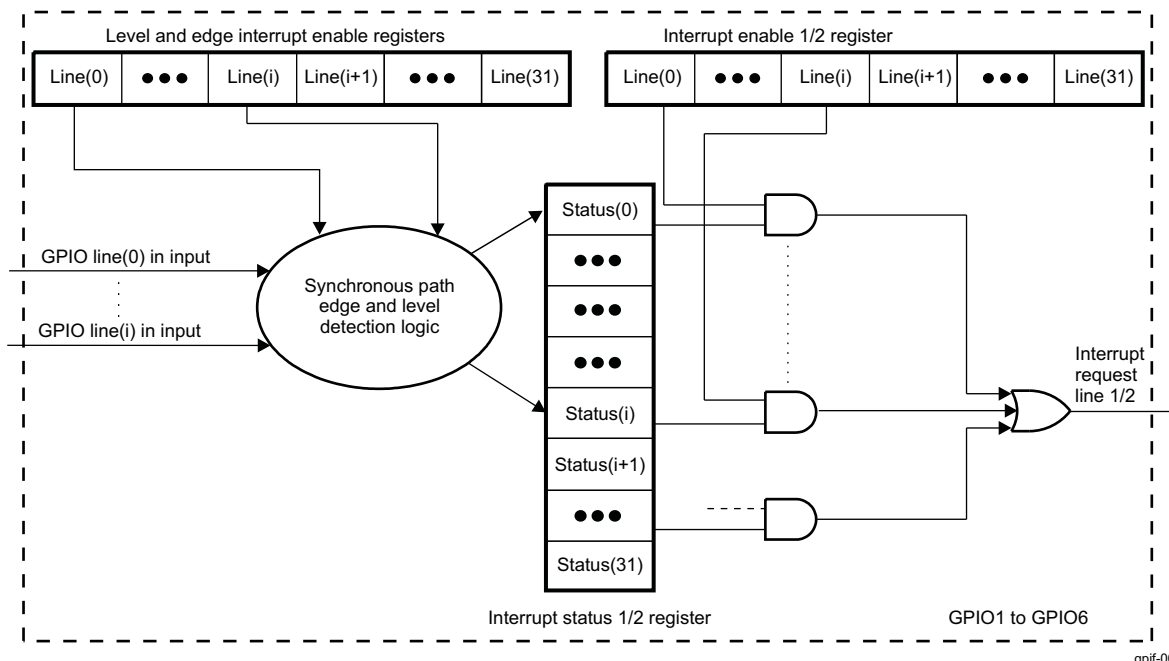 Level and edge interrupt enable registers
Interrupt enable 1/2 register
Line(0) ●●● Line(i) Line(i+1) ●●● Line(31)
Line(0) ●●● Line(i) Line(i+1) ●●● Line(31)
GPIO line(0) in input
GPIO line(i) in input
Synchronous path
edge and level
detection logic
Status(0)
●●●
●●●
●●●
Status(i)
Status(i+1)
●●●
Status(31)
Interrupt
request
line 1/2
Interrupt status 1/2 register
GPIO1 to GPIO6